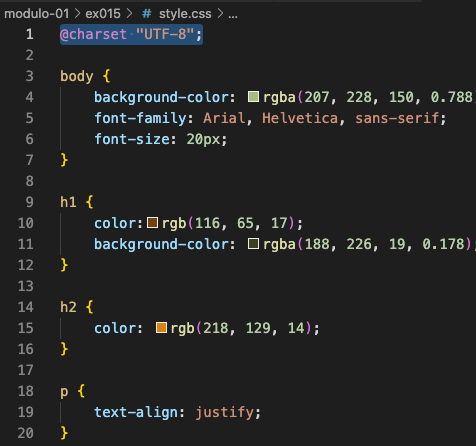 modulo-01 > ex015 > # style.css > ...
1 @charset "UTF-8";
2
3 body {
4     background-color: rgba(207, 228, 150, 0.788
5     font-family: Arial, Helvetica, sans-serif;
6     font-size: 20px;
7 }
8
9 h1 {
10     color:rgb(116, 65, 17);
11     background-color: rgba(188, 226, 19, 0.178);
12 }
13
14 h2 {
15     color: rgb(218, 129, 14);
16 }
17
18 p {
19     text-align: justify;
20 }